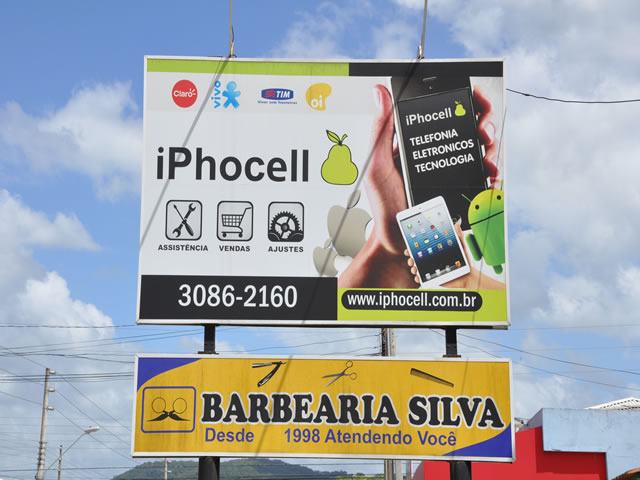 Claro
vivo
TIM
Viver sem fronteiras
oi
iPhocell
iPhocell
TELEFONIA
ELETRONICOS
TECNOLOGIA
ASSISTÊNCIA
VENDAS
AJUSTES
3086-2160
www.iphocell.com.br
BARBEARIA SILVA
Desde 1998 Atendendo Você